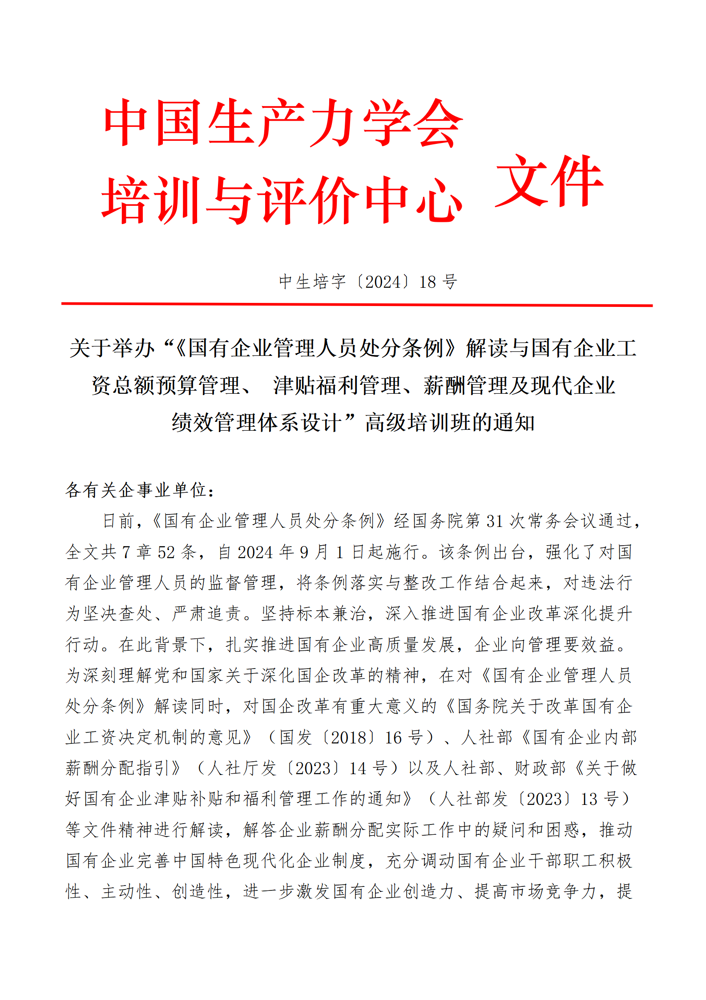 中国生产力学会
培训与评价中心
文件
中生培字〔2024〕18 号
关于举办“《国有企业管理人员处分条例》解读与国有企业工
资总额预算管理、 津贴福利管理、薪酬管理及现代企业
绩效管理体系设计”高级培训班的通知
各有关企事业单位：
日前，《国有企业管理人员处分条例》经国务院第 31 次常务会议通过，
全文共 7 章 52 条，自 2024 年 9 月 1 日起施行。该条例出台，强化了对国
有企业管理人员的监督管理，将条例落实与整改工作结合起来，对违法行
为坚决查处、严肃追责。坚持标本兼治，深入推进国有企业改革深化提升
行动。在此背景下，扎实推进国有企业高质量发展，企业向管理要效益。
为深刻理解党和国家关于深化国企改革的精神，在对《国有企业管理人员
处分条例》解读同时，对国企改革有重大意义的《国务院关于改革国有企
业工资决定机制的意见》（国发〔2018〕16 号）、人社部《国有企业内部
薪酬分配指引》（人社厅发〔2023〕14 号）以及人社部、财政部《关于做
好国有企业津贴补贴和福利管理工作的通知》（人社部发〔2023〕13 号）
等文件精神进行解读，解答企业薪酬分配实际工作中的疑问和困惑，推动
国有企业完善中国特色现代化企业制度，充分调动国有企业干部职工积极
性、主动性、创造性，进一步激发国有企业创造力、提高市场竞争力，提